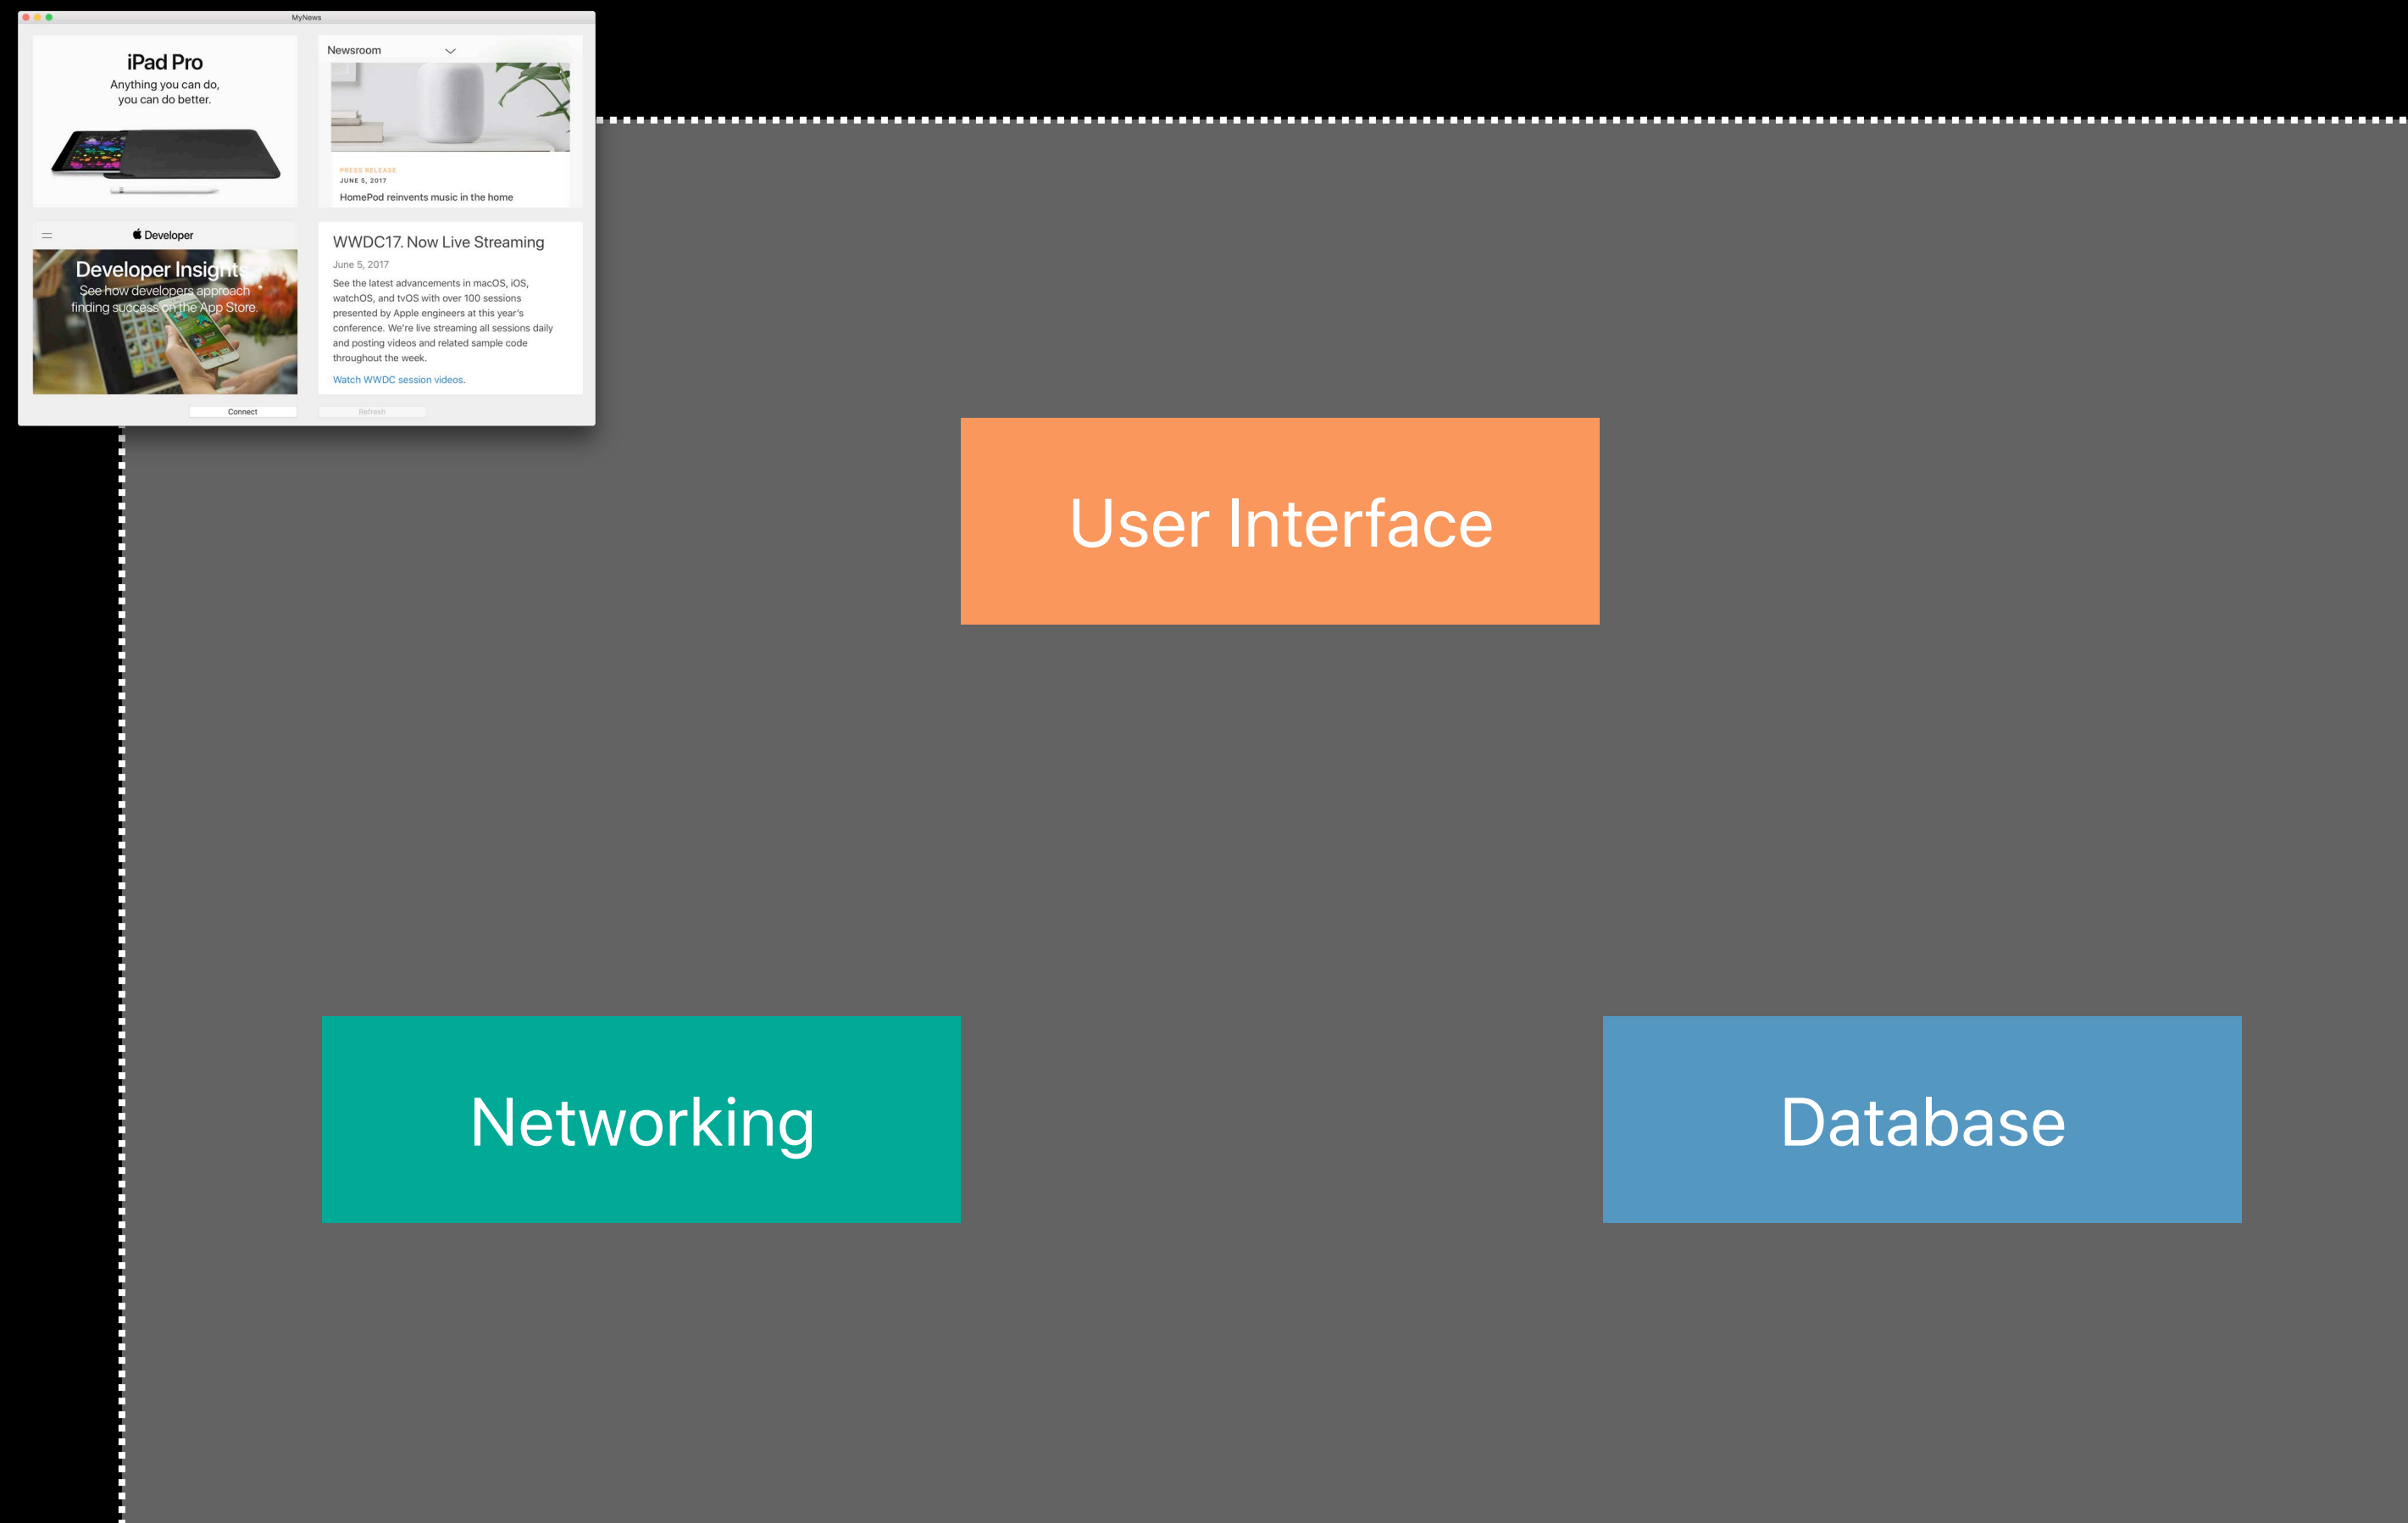 MyNews
iPad Pro
Anything you can do,
you can do better.
Newsroom
PRESS RELEASE
JUNE 5, 2017
HomePod reinvents music in the home
Developer
Developer Insights
See how developers approach
finding success on the App Store.
WWDC17. Now Live Streaming
June 5, 2017
See the latest advancements in macOS, iOS,
watchOS, and tvOS with over 100 sessions
presented by Apple engineers at this year's
conference. We're live streaming all sessions daily
and posting videos and related sample code
throughout the week.
Watch WWDC session videos.
Connect
Refresh
User Interface
Networking
Database